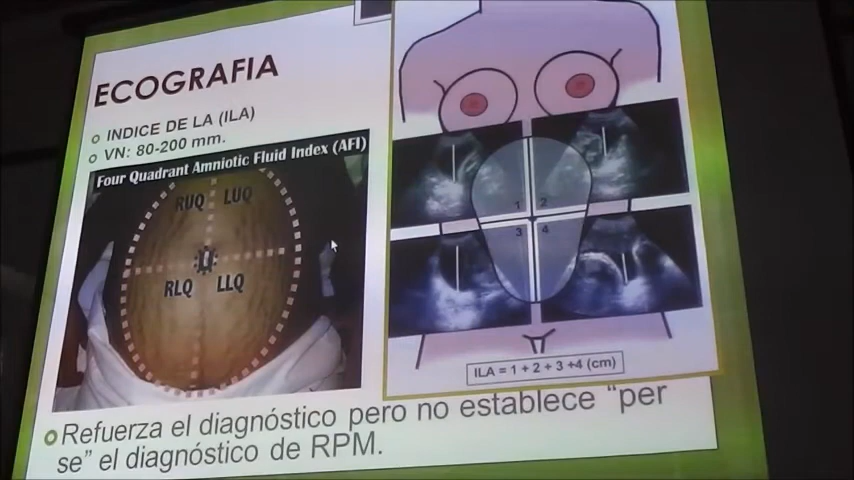 ECOGRAFIA
INDICE DE LA (ILA)
VN: 80-200 mm.
Four Quadrant Amniotic Fluid Index (AFI)
RUQ LUQ
RLQ LLQ
1 2
3 4
ILA = 1 + 2 + 3 +4 (cm)
Refuerza el diagnóstico pero no establece “per
se” el diagnóstico de RPM.